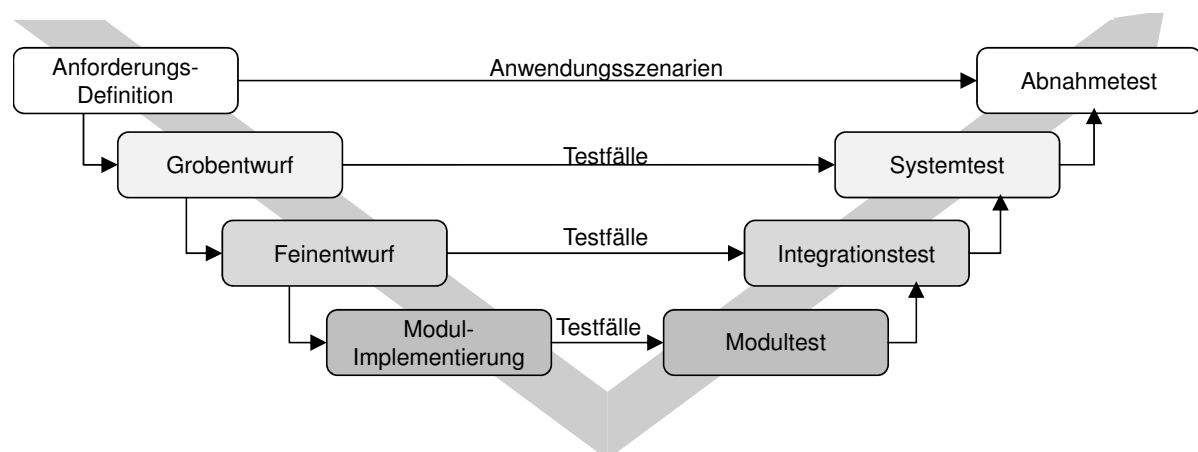 Anforderungs-
Definition
Anwendungsszenarien
Abnahmetest
Grobentwurf
Testfälle
Systemtest
Feinentwurf
Testfälle
Integrationstest
Modul-
Implementierung
Testfälle
Modultest